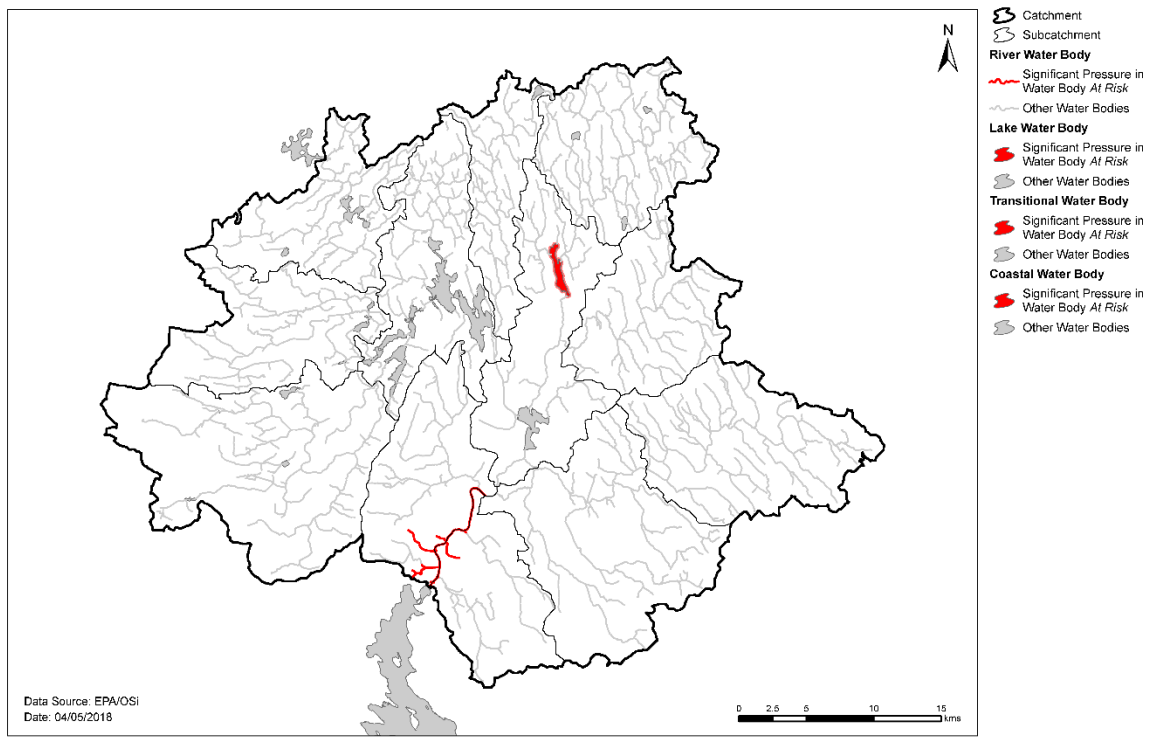 N
Catchment
Subcatchment
River Water Body
Significant Pressure in
Water Body At Risk
Other Water Bodies
Lake Water Body
Significant Pressure in
Water Body At Risk
Other Water Bodies
Transitional Water Body
Significant Pressure in
Water Body At Risk
Other Water Bodies
Coastal Water Body
Significant Pressure in
Water Body At Risk
Other Water Bodies
Data Source: EPA/OSi
Date: 04/05/2018
0 2.5 5 10 15
kms